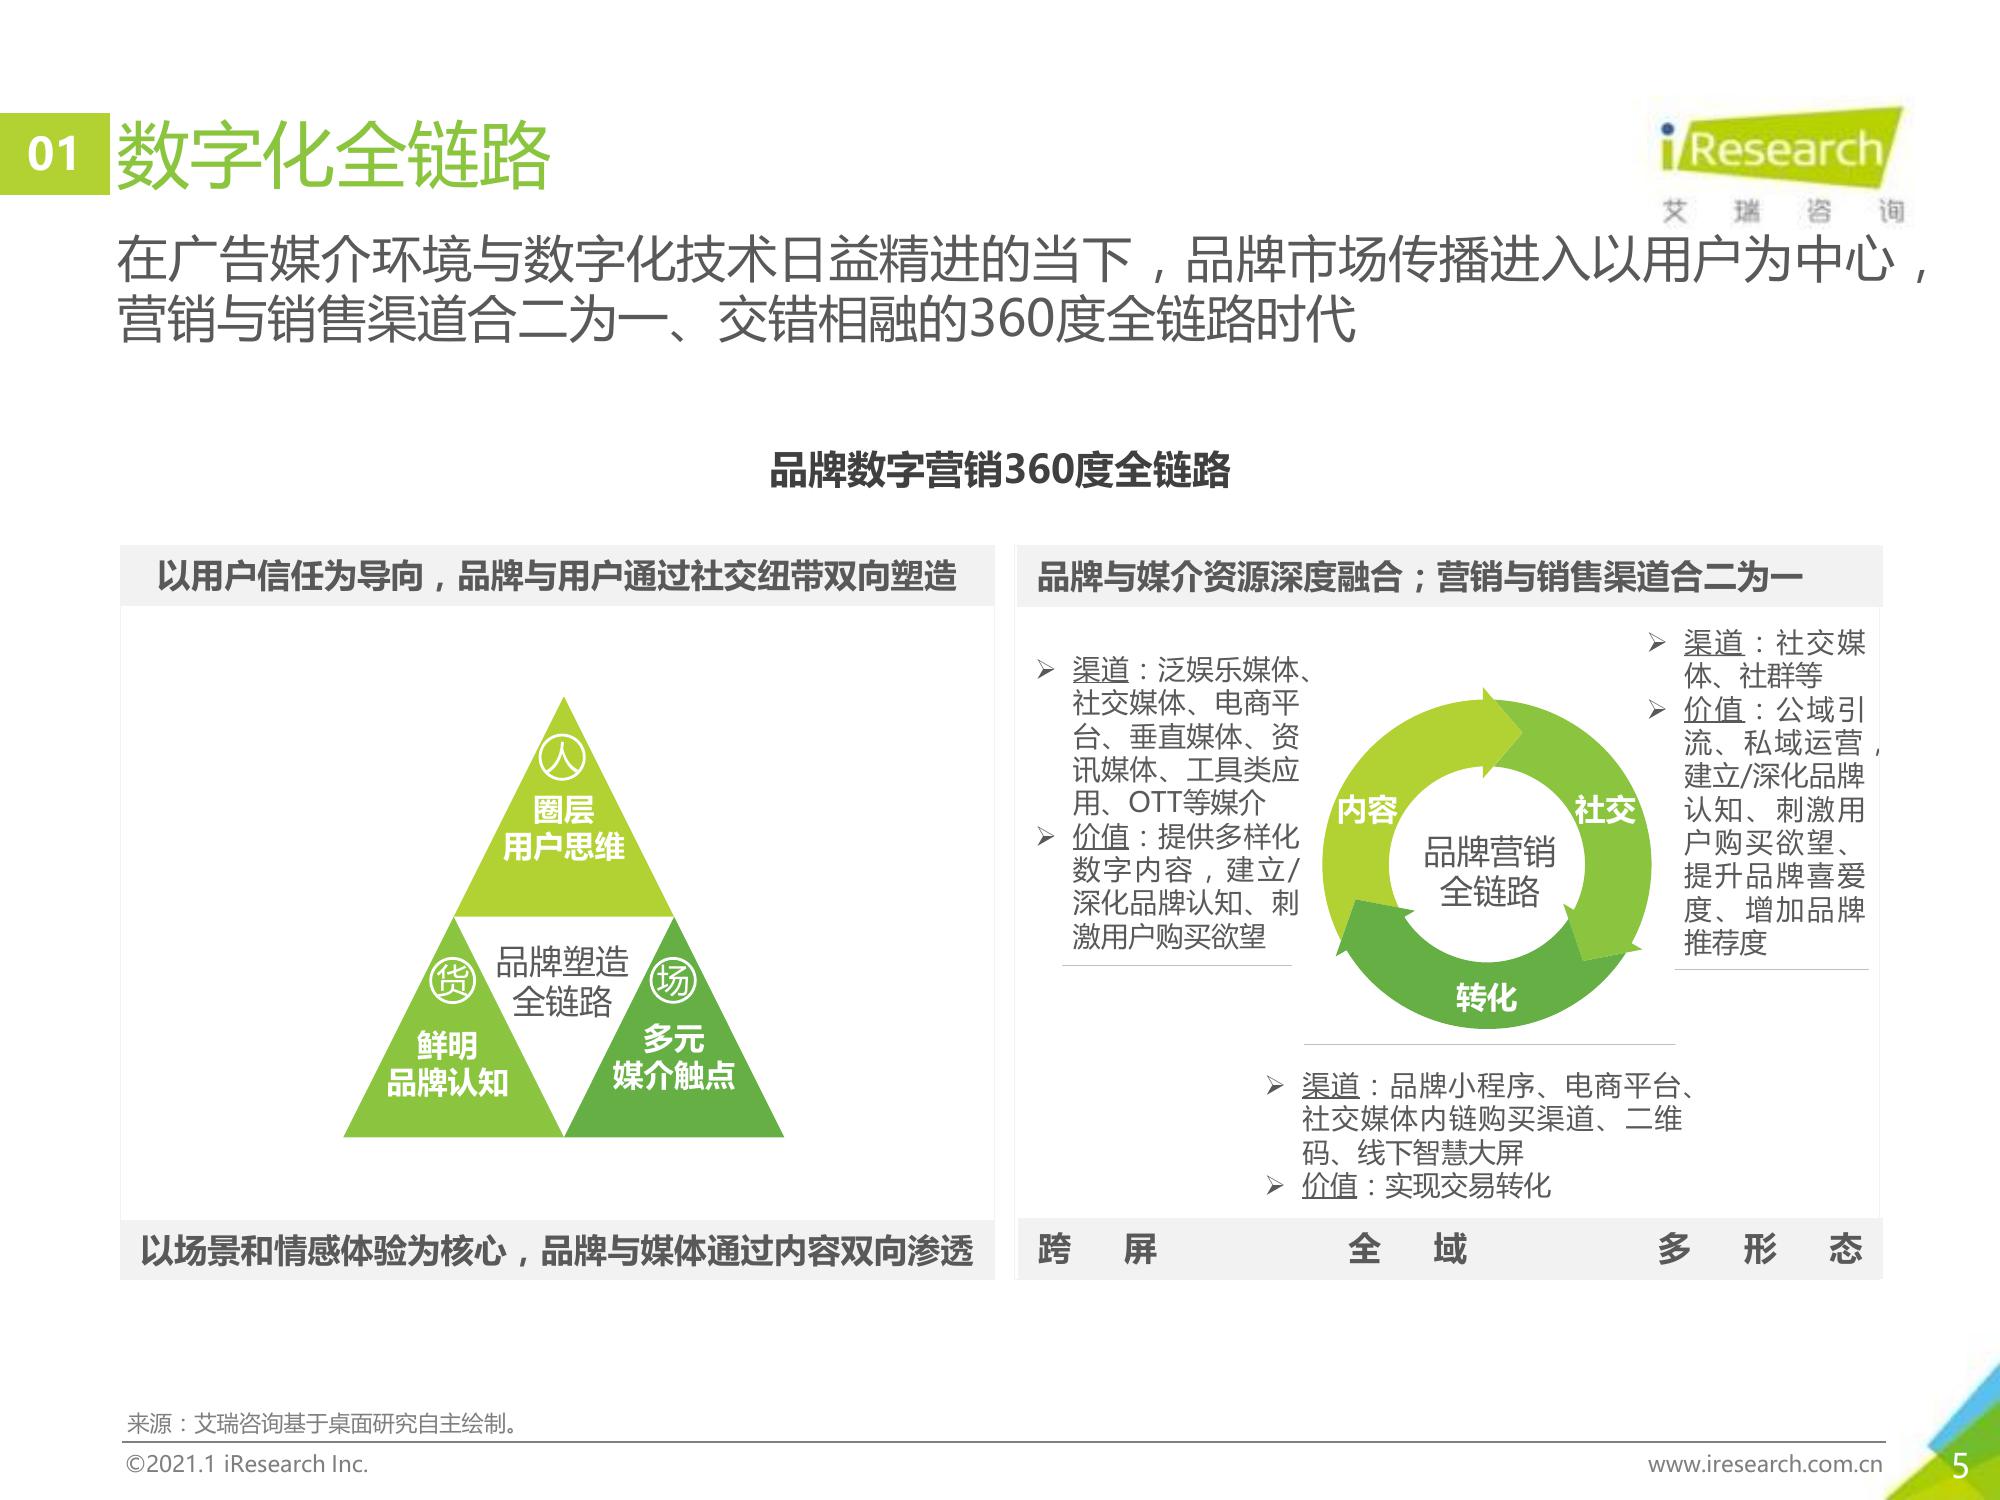 01
数字化全链路
iResearch
艾瑞咨询
在广告媒介环境与数字化技术日益精进的当下，品牌市场传播进入以用户为中心，
营销与销售渠道合二为一、交错相融的360度全链路时代
品牌数字营销360度全链路
以用户信任为导向，品牌与用户通过社交纽带双向塑造
人
圈层
用户思维
品牌塑造
全链路
货
鲜明
品牌认知
场
多元
媒介触点
以场景和情感体验为核心，品牌与媒体通过内容双向渗透
品牌与媒介资源深度融合；营销与销售渠道合二为一
➢ 渠道：泛娱乐媒体、
社交媒体、电商平
台、垂直媒体、资
讯媒体、工具类应
用、OTT等媒介
➢ 价值：提供多样化
数字内容，建立/
深化品牌认知、刺
激用户购买欲望
内容
社交
转化
品牌营销
全链路
➢ 渠道：社交媒
体、社群等
➢ 价值：公域引
流、私域运营，
建立/深化品牌
认知、刺激用
户购买欲望、
提升品牌喜爱
度、增加品牌
推荐度
➢ 渠道：品牌小程序、电商平台、
社交媒体内链购买渠道、二维
码、线下智慧大屏
➢ 价值：实现交易转化
跨屏 全域 多形态
来源：艾瑞咨询基于桌面研究自主绘制。
©2021.1 iResearch Inc.
www.iresearch.com.cn
5